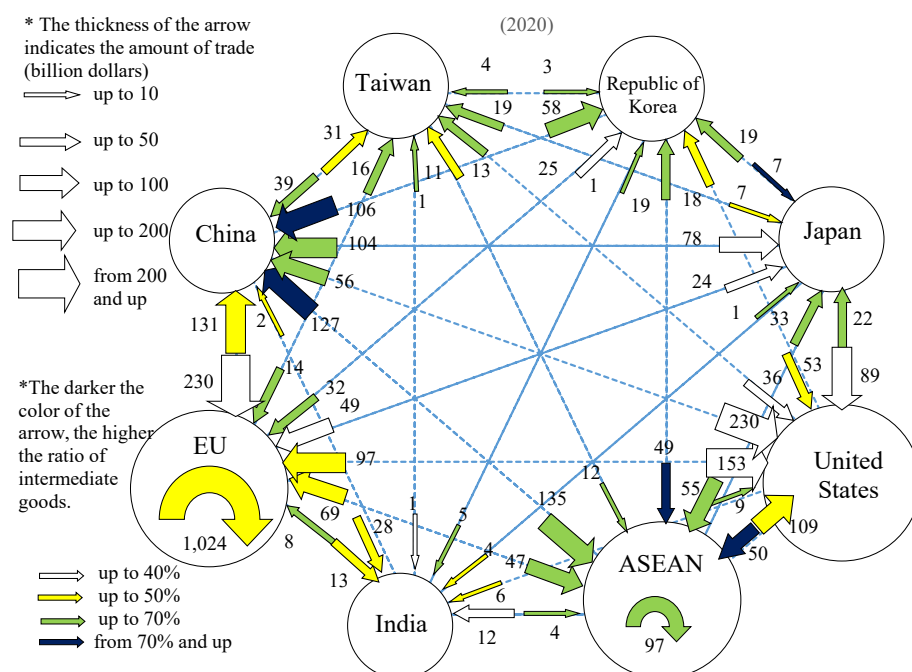 (2020)
* The thickness of the arrow
indicates the amount of trade
(billion dollars)
up to 10
up to 50
up to 100
up to 200
from 200
and up
*The darker the
color of the
arrow, the higher
the ratio of
intermediate
goods.
up to 40%
up to 50%
up to 70%
from 70% and up
Taiwan
Republic of
Korea
China
Japan
EU
United
States
India
ASEAN
4
3
19
58
31
16
39
11
13
1
25
1
19
18
19
7
7
106
104
56
127
2
78
24
1
33
22
53
89
131
230
14
32
49
97
69
36
230
153
9
55
49
12
135
109
50
1,024
8
13
28
1
5
4
47
6
12
4
97